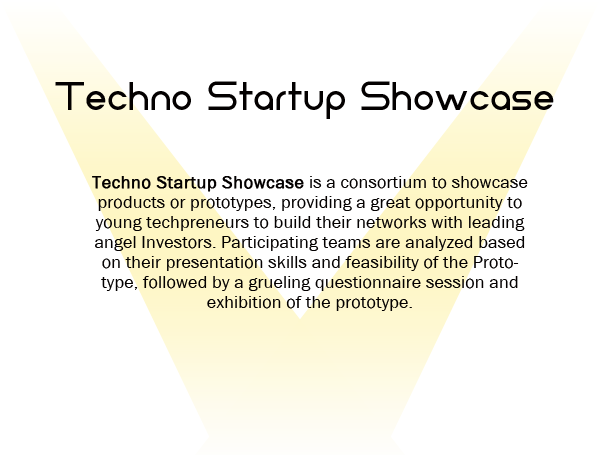 Techno Startup Showcase
Techno Startup Showcase is a consortium to showcase
products or prototypes, providing a great opportunity to
young techpreneurs to build their networks with leading
angel Investors. Participating teams are analyzed based
on their presentation skills and feasibility of the Proto-
type, followed by a grueling questionnaire session and
exhibition of the prototype.